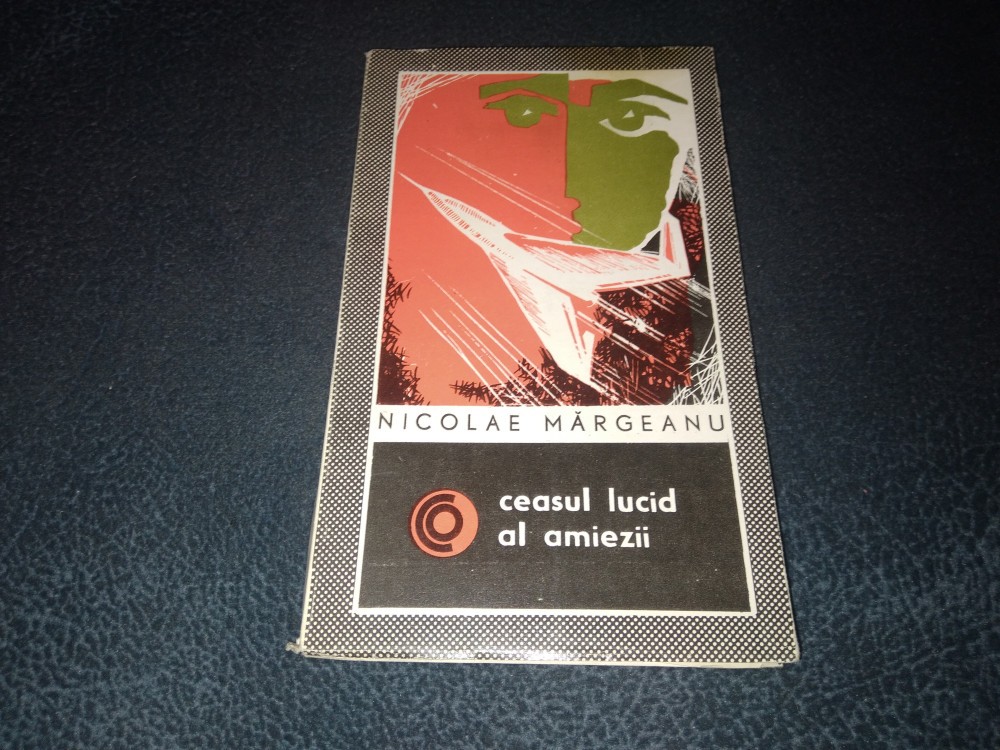 NICOLAE MĂRGEANU
ceasul lucid
al amiezii